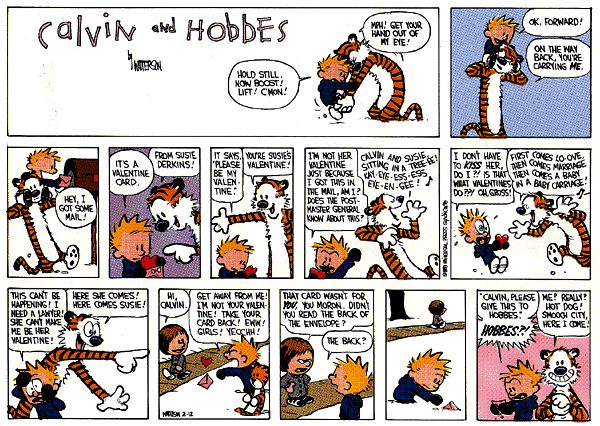 Calvin and Hobbes
by WATTERSON
HOLD STILL.
NOW BOOST!
LIFT! C'MON!
MPH! GET YOUR
HAND OUT OF
MY EYE!
OK, FORWARD!
ON THE WAY
BACK, YOU'RE
CARRYING ME.
HEY, I
GOT SOME
MAIL!
IT'S A
VALENTINE
CARD.
FROM SUSIE
DERKINS!
IT SAYS,
"PLEASE
BE MY
VALEN-
TINE."
YOU'RE SUSIE'S
VALENTINE!
I'M NOT HER
VALENTINE
JUST BECAUSE
I GOT THIS IN
THE MAIL, AM I?
DOES THE POST-
MASTER GENERAL
KNOW ABOUT THIS?
CALVIN AND SUSIE
SITTING IN A TREE-EE!
KAY-EYE-ESS-ESS
EYE-EN-GEE!
I DON'T HAVE
TO KISS HER,
DO I?! IS THAT
WHAT VALENTINES
DO?? OH, GROSS!
FIRST COMES LO-OVE,
THEN COMES MARRIAGE
THEN COMES A BABY
IN A BABY CARRIAGE!
THIS CAN'T BE
HAPPENING! I
NEED A LAWYER!
SHE CAN'T MAKE
ME BE HER
VALENTINE!
HERE SHE COMES!
HERE COMES SUSIE!
HI,
CALVIN.
GET AWAY FROM ME!
I'M NOT YOUR VALEN-
TINE! TAKE YOUR
CARD BACK! EWW!
GIRLS! YECCHH!
WATTERSON 2-12
THAT CARD WASN'T FOR
YOU, YOU MORON. DIDN'T
YOU READ THE BACK OF
THE ENVELOPE?
THE BACK?
"CALVIN, PLEASE
GIVE THIS TO
HOBBES."
HOBBES?!
ME? REALLY?
HOT DOG!
SMOOCH CITY,
HERE I COME!